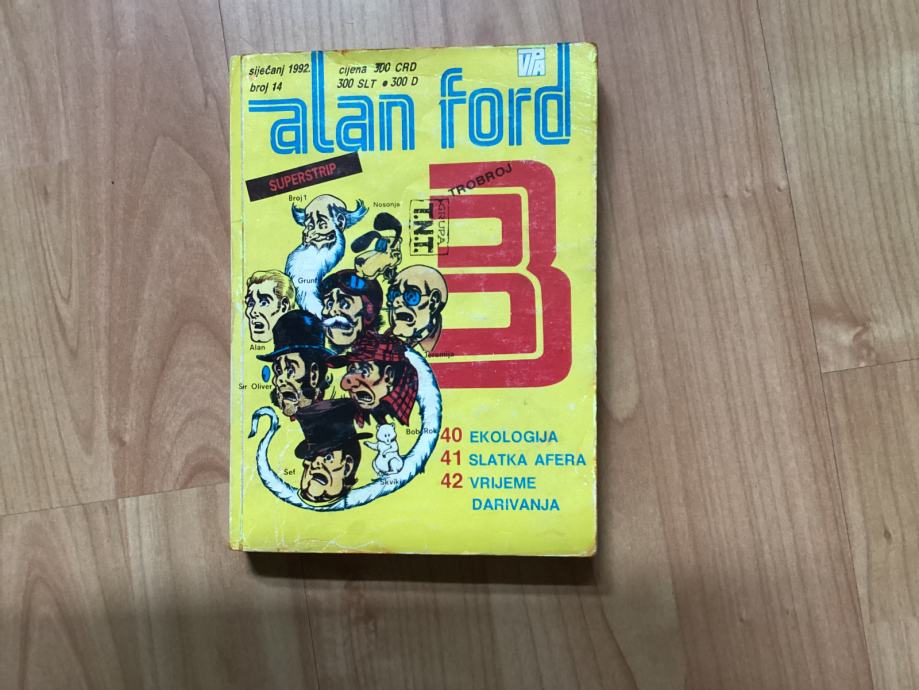 siječanj 1992.
broj 14
cijena 300 CRD
300 SLT • 300 D
VPA
alan ford
SUPERSTRIP
TROBROJ
3
GRUPA
T.N.T.
Broj 1
Nosonja
Grunf
Alan
Jeremija
Sir Oliver
Bob Rok
Šef
Skviki
40 EKOLOGIJA
41 SLATKA AFERA
42 VRIJEME
DARIVANJA